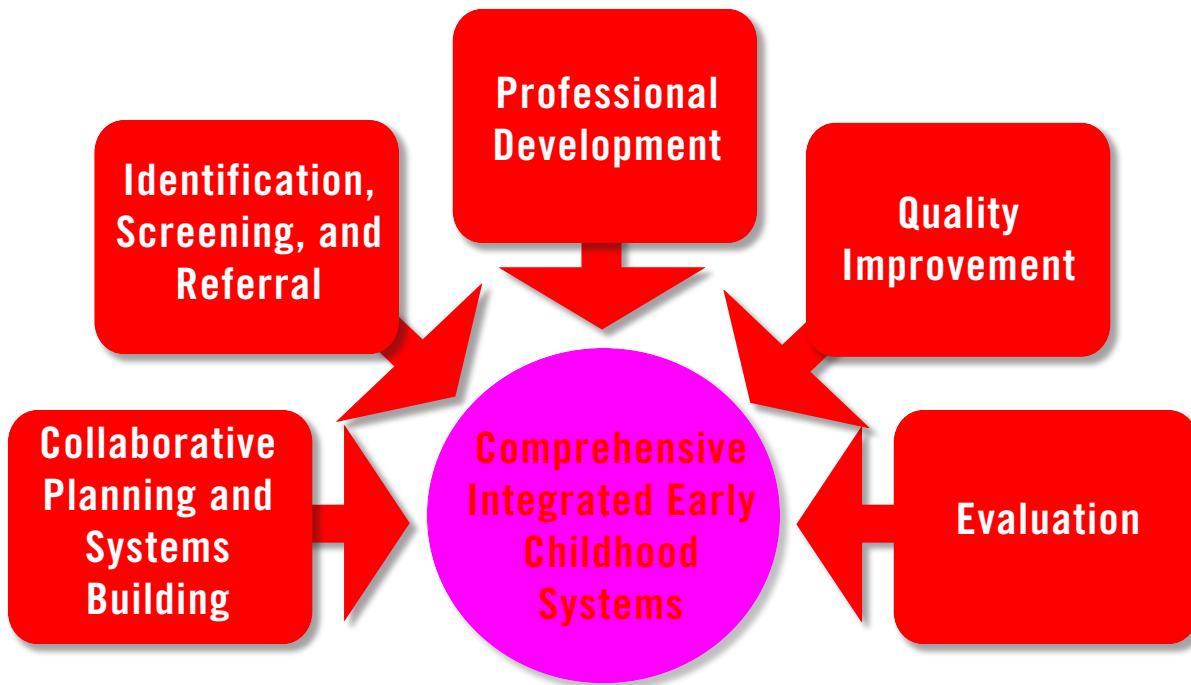 Professional
Development
Identification,
Screening, and
Referral
Quality
Improvement
Collaborative
Planning and
Systems
Building
Comprehensive
Integrated Early
Childhood
Systems
Evaluation